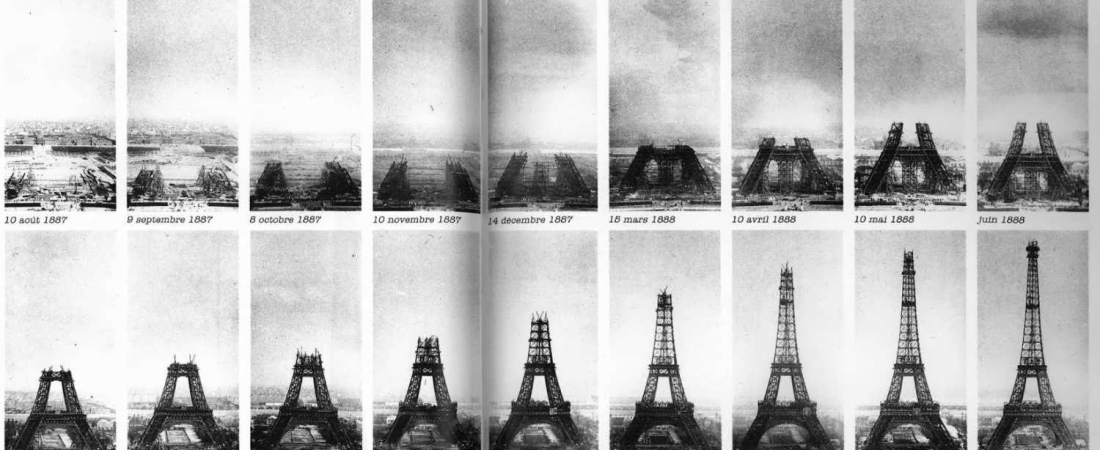 10 août 1887
9 septembre 1887
8 octobre 1887
10 novembre 1887
14 décembre 1887
15 mars 1888
10 avril 1888
10 mai 1888
juin 1888